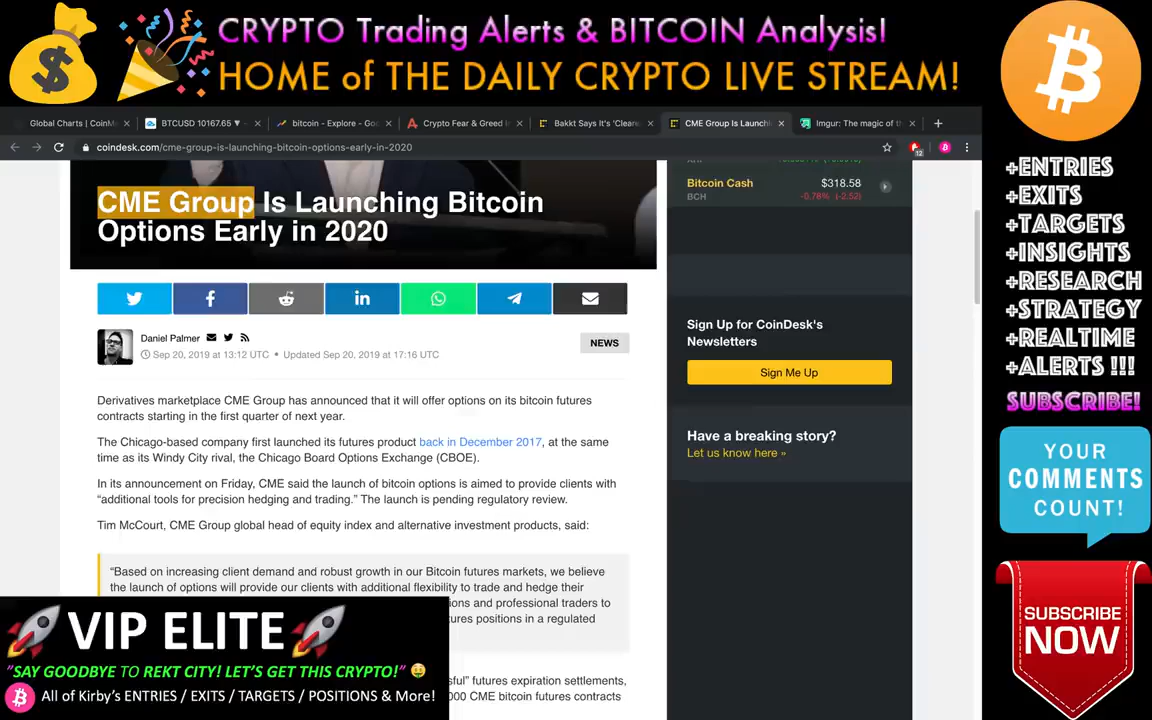 CRYPTO Trading Alerts & BITCOIN Analysis!
HOME of THE DAILY CRYPTO LIVE STREAM!
Global Charts | CoinM
BTCUSD 10167.65 ▼
bitcoin - Explore - Goo
Crypto Fear & Greed In
Bakkt Says It's 'Cleare
CME Group Is Launchi
Imgur: The magic of th
coindesk.com/cme-group-is-launching-bitcoin-options-early-in-2020
12
CME Group Is Launching Bitcoin
Options Early in 2020
Daniel Palmer
Sep 20, 2019 at 13:12 UTC • Updated Sep 20, 2019 at 17:16 UTC
NEWS
Derivatives marketplace CME Group has announced that it will offer options on its bitcoin futures
contracts starting in the first quarter of next year.
The Chicago-based company first launched its futures product back in December 2017, at the same
time as its Windy City rival, the Chicago Board Options Exchange (CBOE).
In its announcement on Friday, CME said the launch of bitcoin options is aimed to provide clients with
“additional tools for precision hedging and trading.” The launch is pending regulatory review.
Tim McCourt, CME Group global head of equity index and alternative investment products, said:
“Based on increasing client demand and robust growth in our Bitcoin futures markets, we believe
the launch of options will provide our clients with additional flexibility to trade and hedge their
ions and professional traders to
tures positions in a regulated
sful” futures expiration settlements,
000 CME bitcoin futures contracts
Bitcoin Cash
BCH
$318.58
-0.78% (-2.52)
Sign Up for CoinDesk's
Newsletters
Sign Me Up
Have a breaking story?
Let us know here »
VIP ELITE
"SAY GOODBYE TO REKT CITY! LET'S GET THIS CRYPTO!"
All of Kirby's ENTRIES / EXITS / TARGETS / POSITIONS & More!
+ENTRIES
+EXITS
+TARGETS
+INSIGHTS
+RESEARCH
+STRATEGY
+REALTIME
+ALERTS !!!
SUBSCRIBE!
YOUR
COMMENTS
COUNT!
SUBSCRIBE
NOW